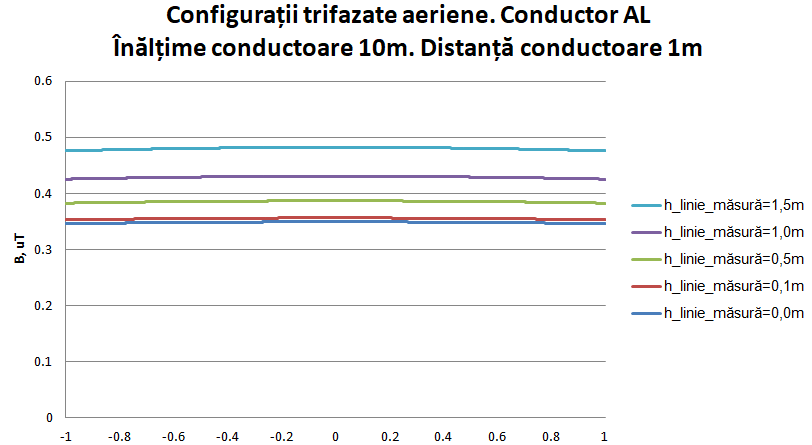 Configurații trifazate aeriene. Conductor AL
Înălțime conductoare 10m. Distanță conductoare 1m
0.6
0.5
0.4
0.3
0.2
0.1
0
B, uT
-1 -0.8 -0.6 -0.4 -0.2 0 0.2 0.4 0.6 0.8 1
h_linie_măsură=1,5m
h_linie_măsură=1,0m
h_linie_măsură=0,5m
h_linie_măsură=0,1m
h_linie_măsură=0,0m